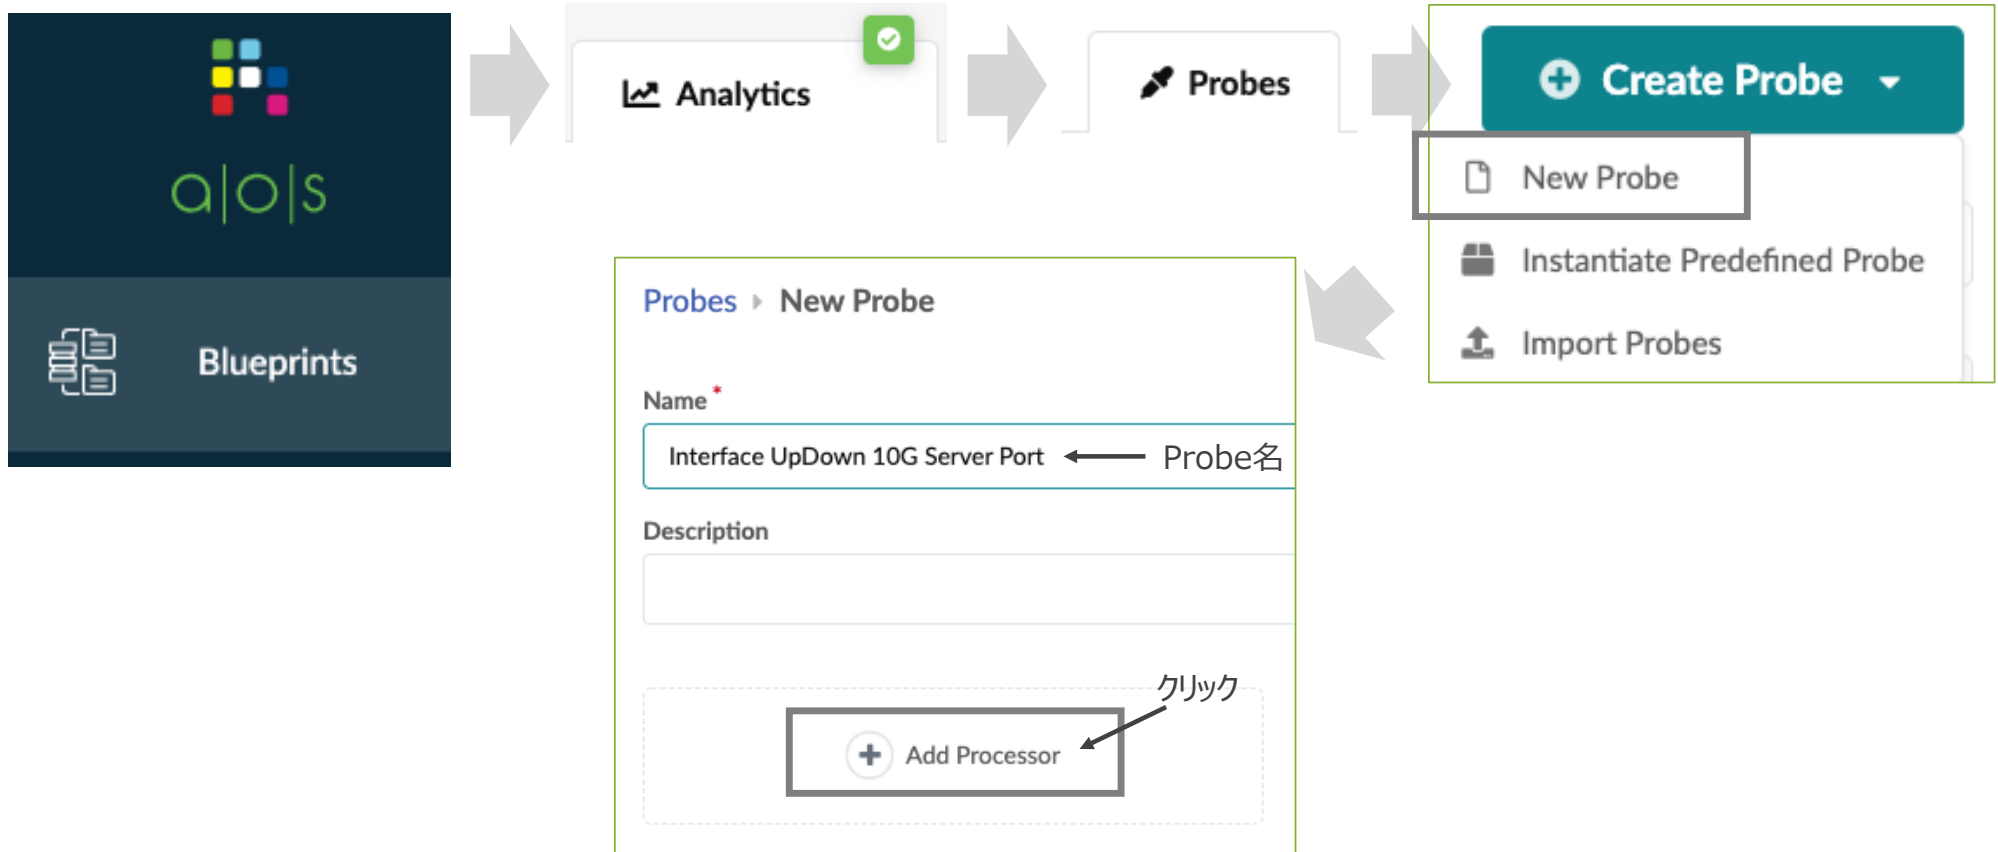 a|o|s
Blueprints
Analytics
Probes
Create Probe
New Probe
Instantiate Predefined Probe
Import Probes
Probes New Probe
Name *
Interface UpDown 10G Server Port
Probe名
Description
クリック
Add Processor